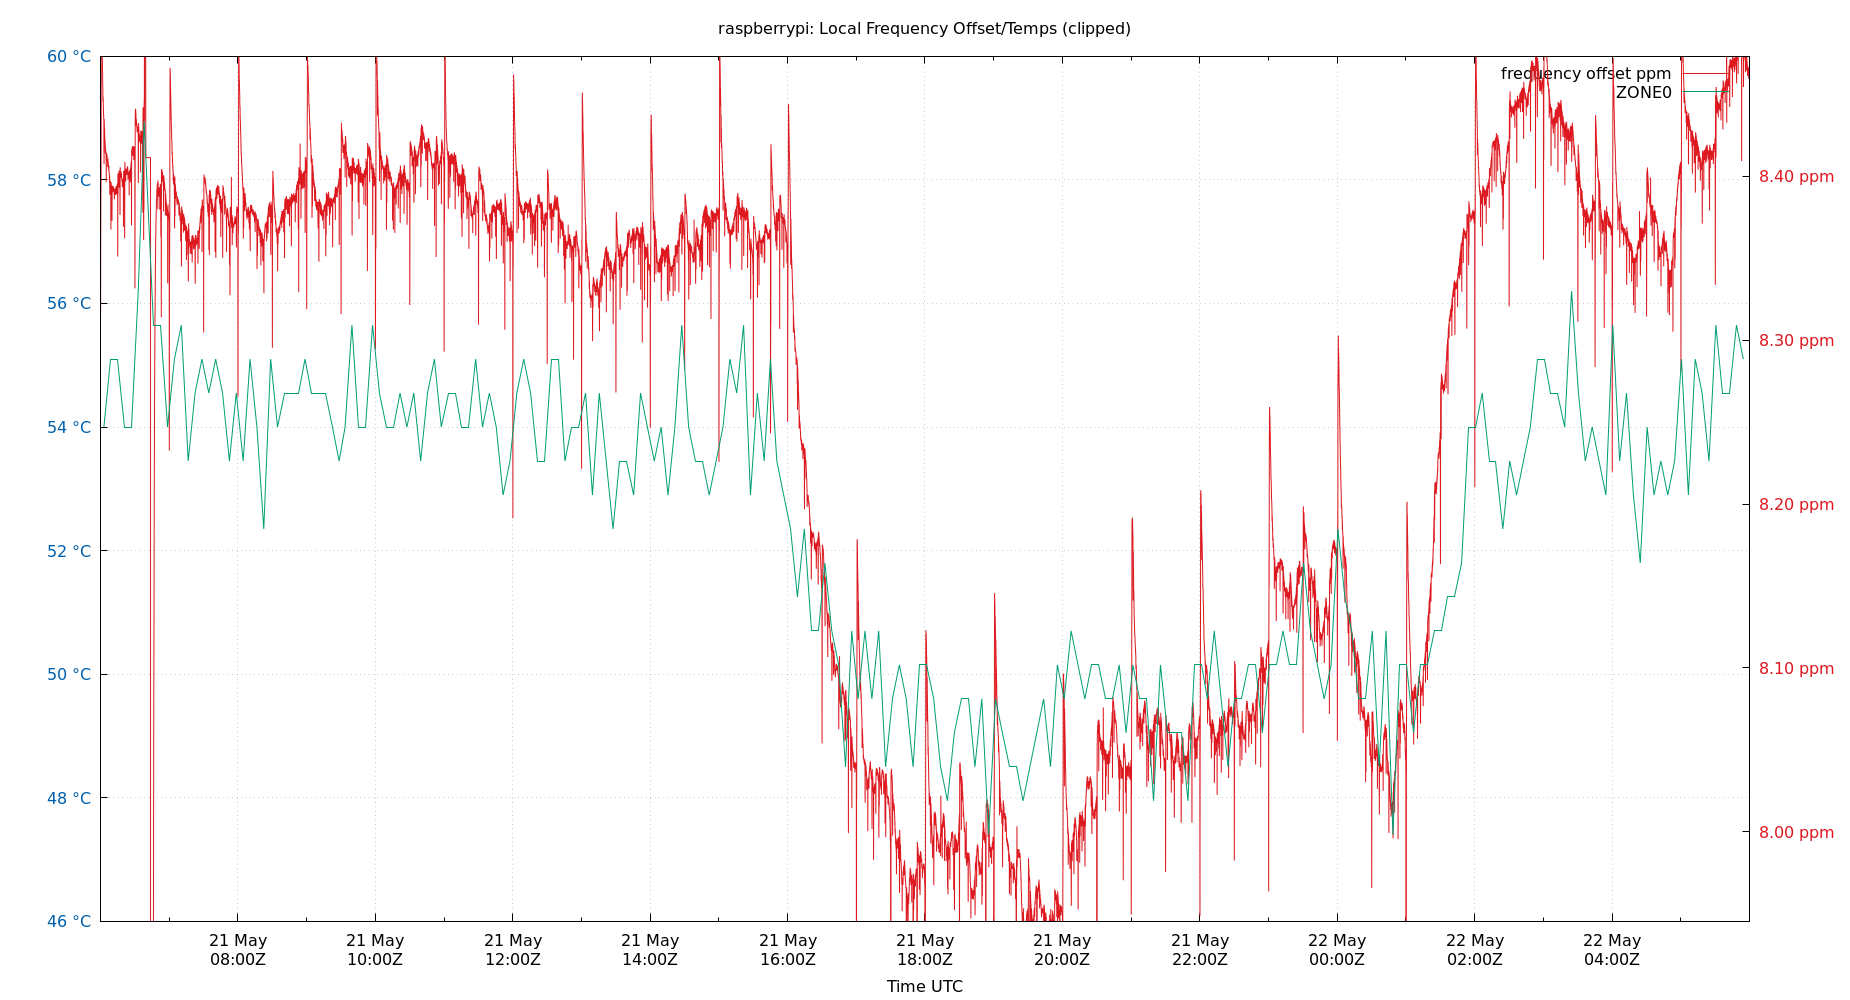 raspberrypi: Local Frequency Offset/Temps (clipped)
60 °C
58 °C
56 °C
54 °C
52 °C
50 °C
48 °C
46 °C
frequency offset ppm
ZONE0
8.40 ppm
8.30 ppm
8.20 ppm
8.10 ppm
8.00 ppm
21 May 21 May 21 May 21 May 21 May 21 May 21 May 21 May 22 May 22 May 22 May
08:00Z 10:00Z 12:00Z 14:00Z 16:00Z 18:00Z 20:00Z 22:00Z 00:00Z 02:00Z 04:00Z
Time UTC